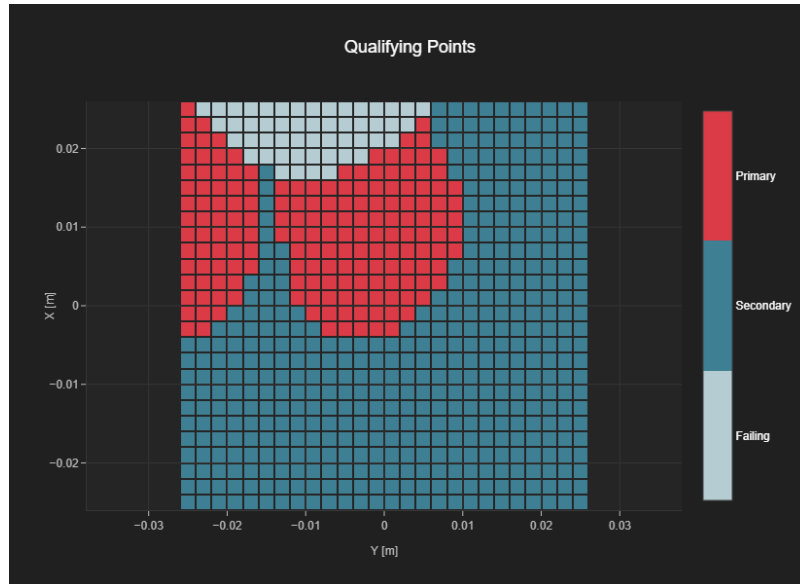 Qualifying Points
X [m]
0.02
0.01
0
−0.01
−0.02
−0.03
−0.02
−0.01
0
0.01
0.02
0.03
Y [m]
Primary
Secondary
Failing